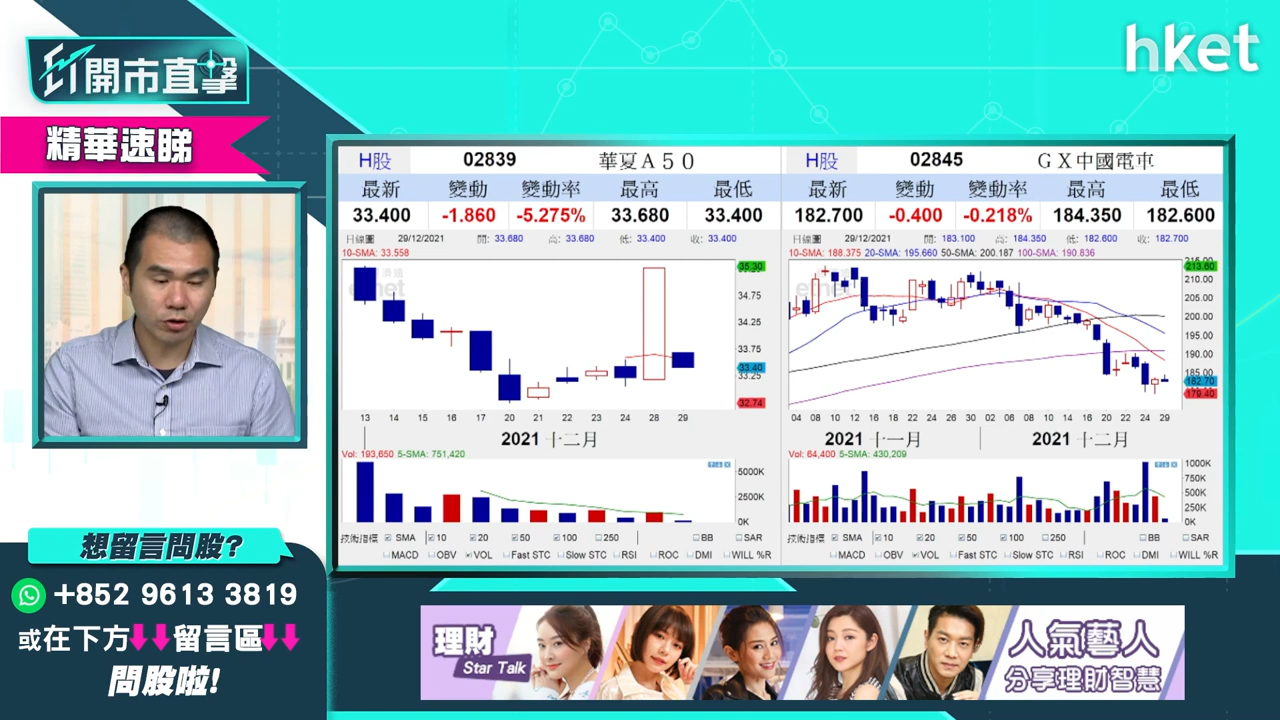 開市直擊
hket
精華速睇
H股 02839 華夏A50
最新 變動 變動率 最高 最低
33.400 -1.860 -5.275% 33.680 33.400
日線圖 29/12/2021 開: 33.680 高: 33.680 低: 33.400 收: 33.400
10-SMA: 33.558
35.30
34.75
34.25
33.75
33.40
33.25
32.74
13 14 15 16 17 20 21 22 23 24 28 29
2021 十二月
Vol: 193,650 5-SMA: 751,420
5000K
2500K
0K
技術指標 SMA 10 20 50 100 250 BB SAR
MACD OBV VOL Fast STC Slow STC RSI ROC DMI WILL %R
H股 02845 GX中國電車
最新 變動 變動率 最高 最低
182.700 -0.400 -0.218% 184.350 182.600
日線圖 29/12/2021 開: 183.100 高: 184.350 低: 182.600 收: 182.700
10-SMA: 188.375 20-SMA: 195.660 50-SMA: 200.187 100-SMA: 190.836
215.00
213.60
210.00
205.00
200.00
195.00
190.00
185.00
182.70
179.40
04 08 10 12 16 18 22 24 26 30 02 06 08 10 14 16 20 22 24 29
2021 十一月 2021 十二月
Vol: 64,400 5-SMA: 430,209
1000K
750K
500K
250K
0K
技術指標 SMA 10 20 50 100 250 BB SAR
MACD OBV VOL Fast STC Slow STC RSI ROC DMI WILL %R
想留言問股?
+852 9613 3819
或在下方留言區
問股啦!
理財
Star Talk
人氣藝人
分享理財智慧